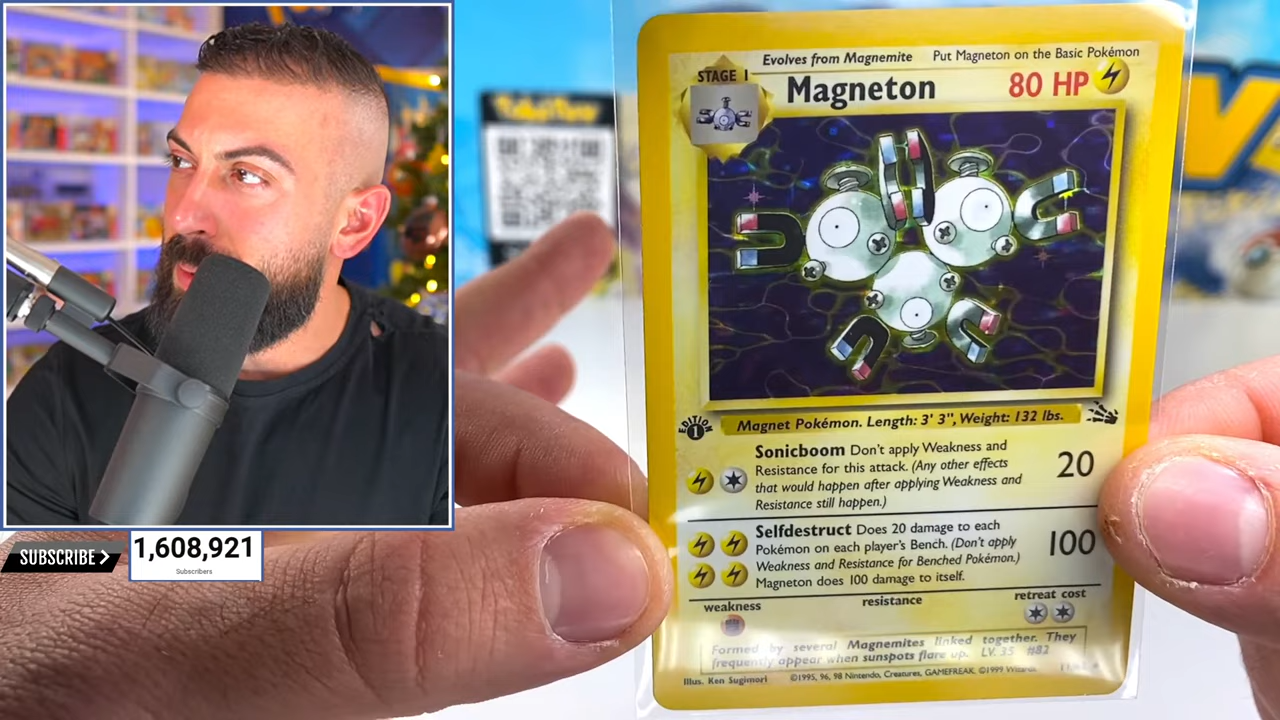 Evolves from Magnemite Put Magneton on the Basic Pokémon
STAGE 1
Magneton 80 HP
EDITION
1
Magnet Pokémon. Length: 3' 3", Weight: 132 lbs.
Sonicboom Don't apply Weakness and
Resistance for this attack. (Any other effects
that would happen after applying Weakness and
Resistance still happen.)
20
Selfdestruct Does 20 damage to each
Pokémon on each player's Bench. (Don't apply
Weakness and Resistance for Benched Pokémon.)
Magneton does 100 damage to itself.
100
weakness resistance retreat cost
Formed by several Magnemites linked together. They
frequently appear when sunspots flare up. LV. 35 #82
Illus. Ken Sugimori ©1995, 96, 98 Nintendo, Creatures, GAMEFREAK. ©1999
SUBSCRIBE
1,608,921
Subscribers